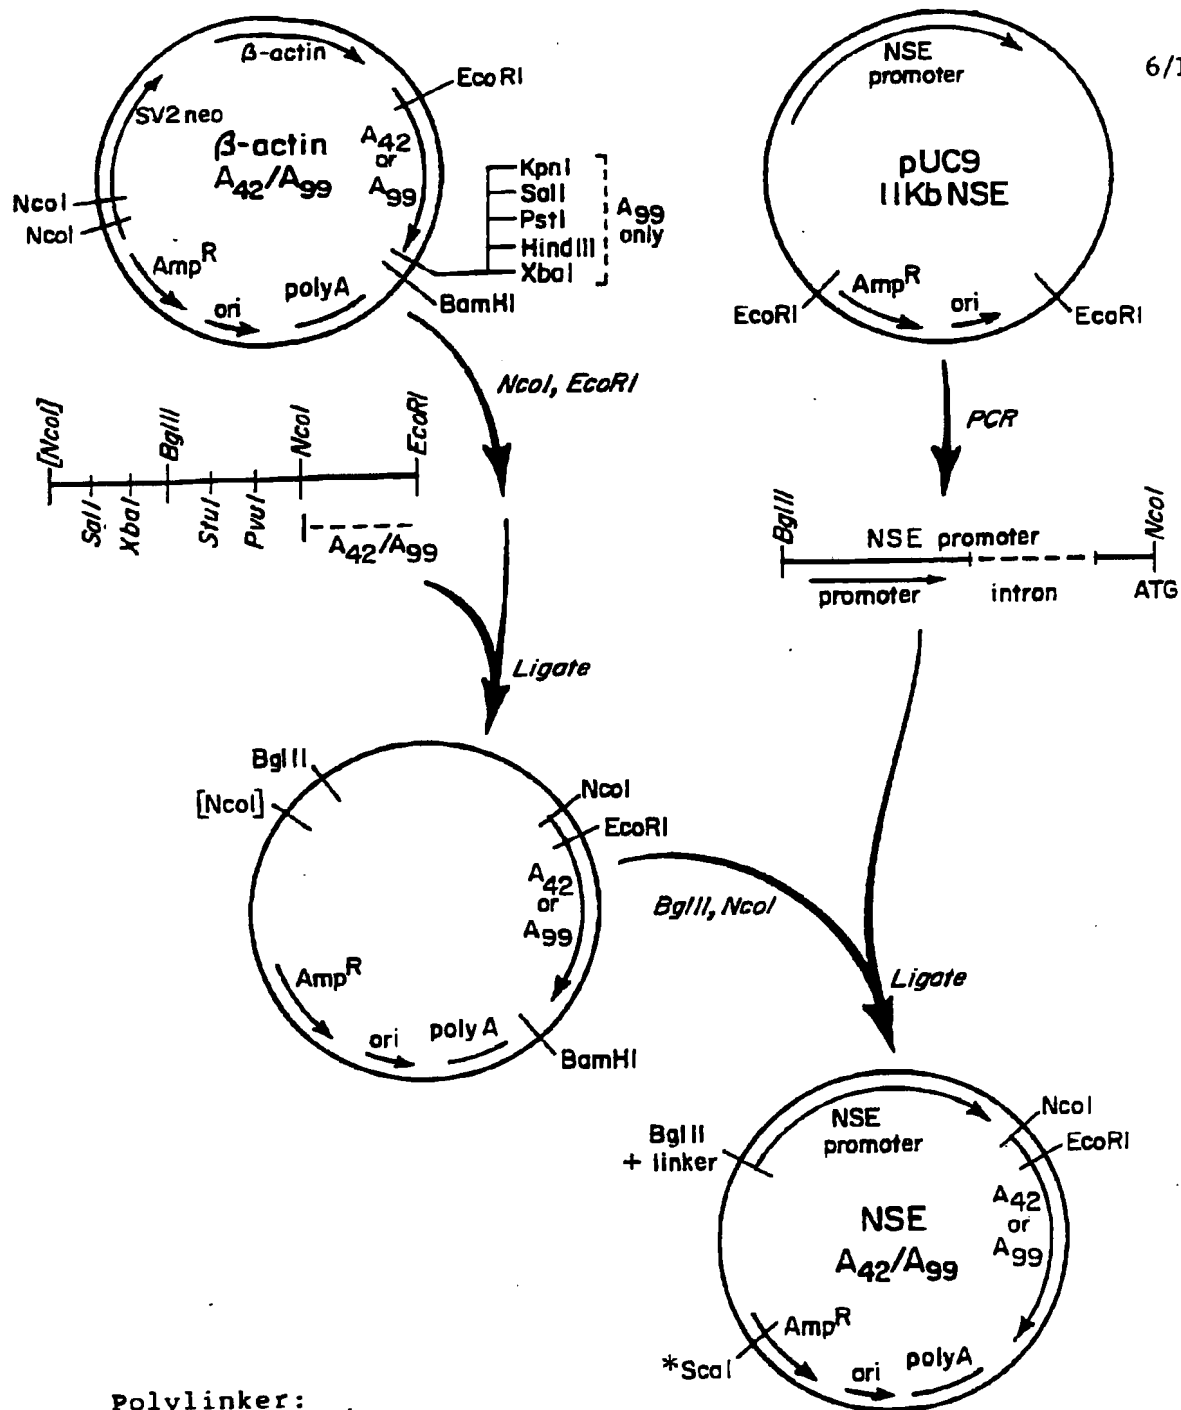 β-actin
EcoRI
SV2neo
β-actin
A42/A99
A42
or
A99
KpnI
SalI
PstI
HindIII
XbaI
A99
only
NcoI
NcoI
AmpR
ori
polyA
BamHI
NSE
promoter
6/1
pUC9
11Kb NSE
EcoRI
AmpR
ori
EcoRI
NcoI, EcoRI
PCR
[NcoI]
SalI
XbaI
BglII
StuI
PvuI
NcoI
EcoRI
A42/A99
BglII
NSE promoter
NcoI
promoter
intron
ATG
Ligate
BglII
[NcoI]
NcoI
EcoRI
A42
or
A99
AmpR
ori
polyA
BamHI
BglII, NcoI
Ligate
BglII
+ linker
NSE
promoter
NcoI
EcoRI
NSE
A42/A99
A42
or
A99
AmpR
*ScaI
ori
polyA
Polylinker: